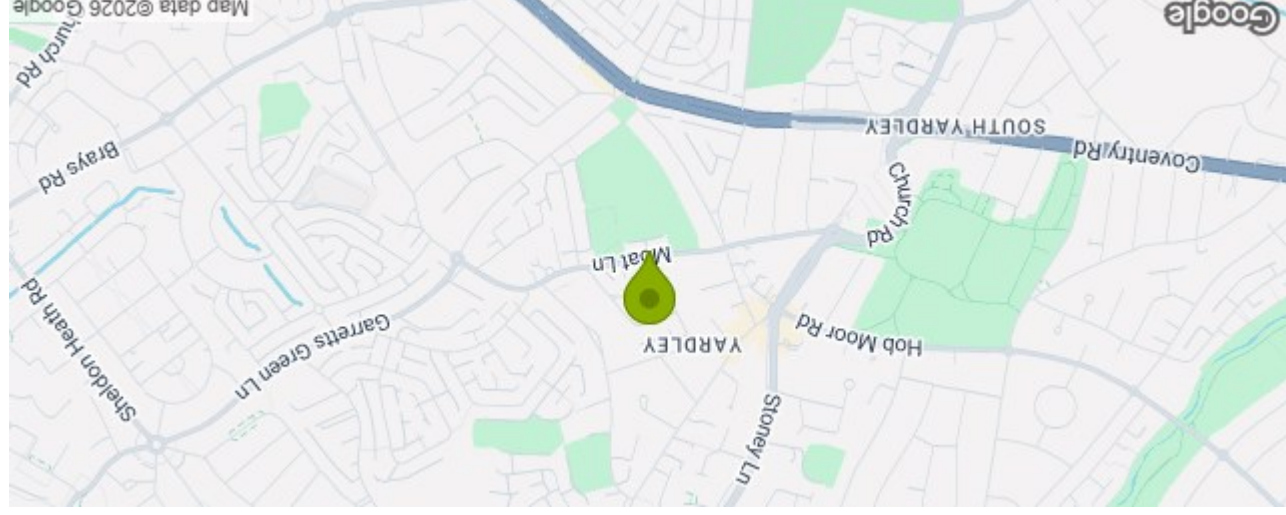 Stoney Ln
Sheldon Heath Rd
Hob Moor Rd
YARDLEY
Garretts Green Ln
Moat Ln
Church Rd
Coventry Rd
Brays Rd
SOUTH YARDLEY
Church Rd
Google
Map data ©2026 Google